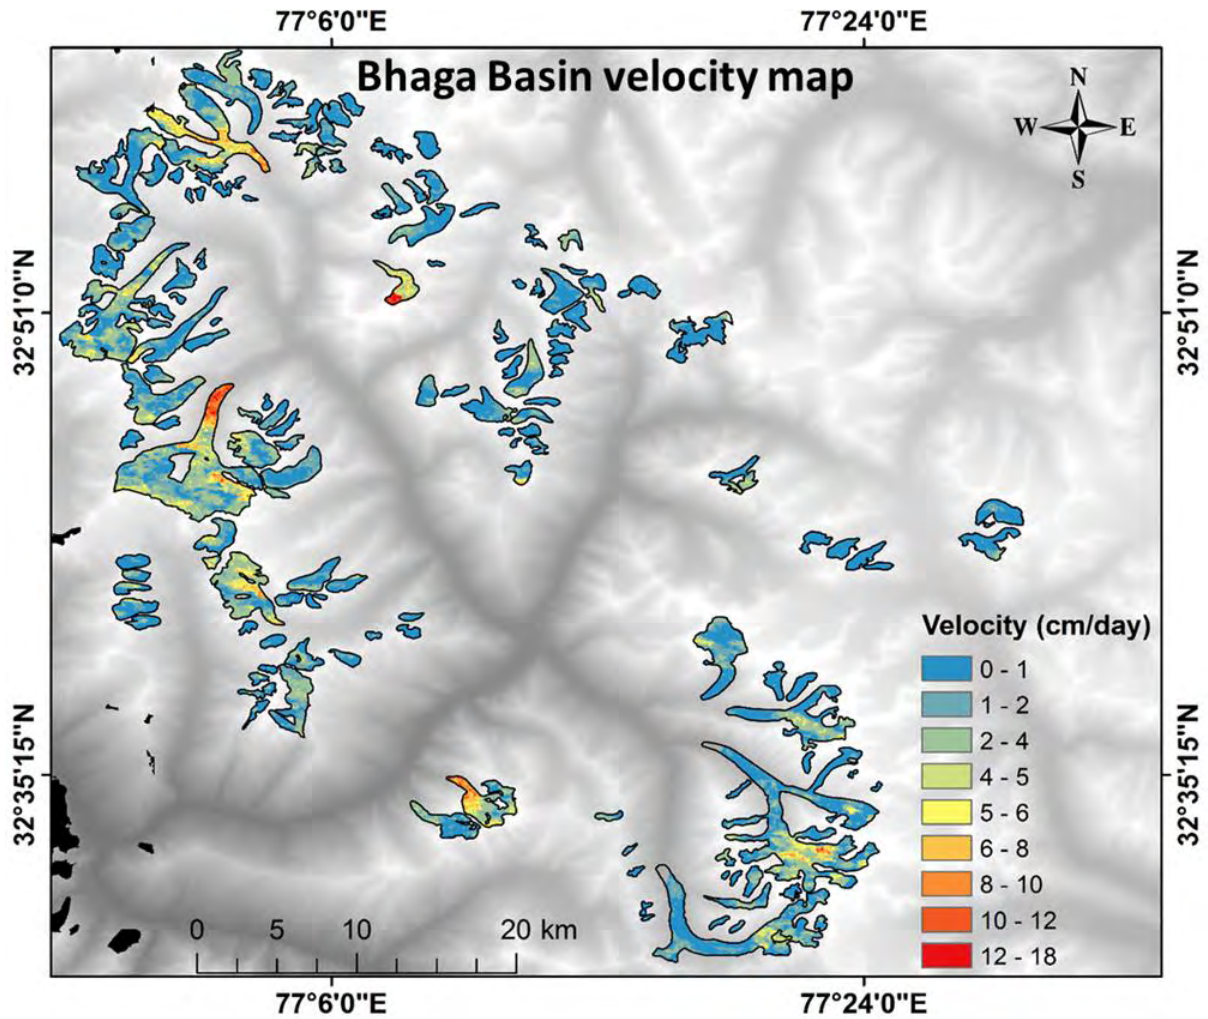 77°6'0"E
77°24'0"E
Bhaga Basin velocity map
N
W E
S
32°51'0"N
32°51'0"N
Velocity (cm/day)
0 - 1
1 - 2
2 - 4
4 - 5
5 - 6
6 - 8
8 - 10
10 - 12
12 - 18
32°35'15"N
32°35'15"N
0 5 10 20 km
77°6'0"E
77°24'0"E